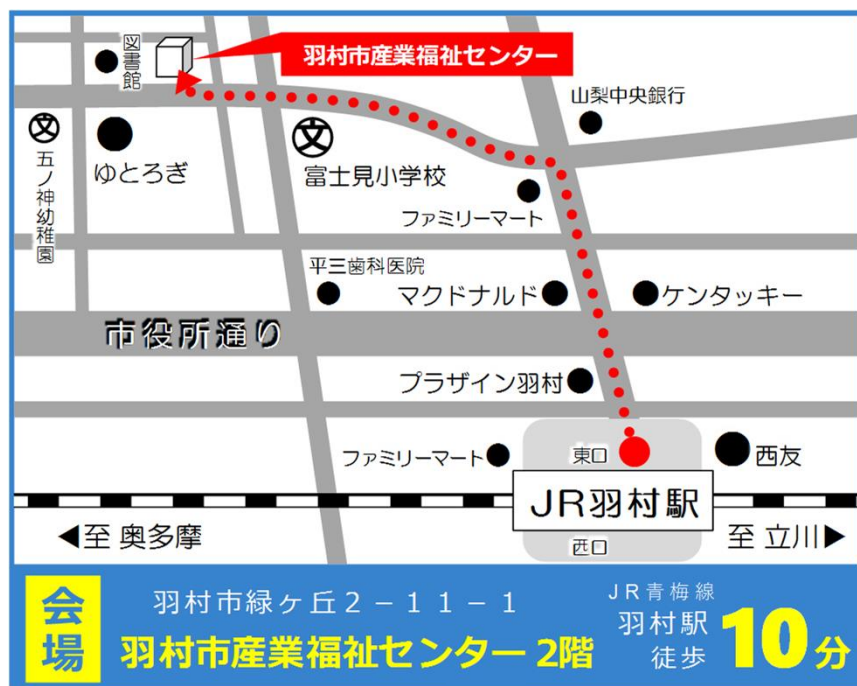 図書館
羽村市産業福祉センター
山梨中央銀行
文
五ノ神幼稚園
ゆとろぎ
文
富士見小学校
ファミリーマート
平三歯科医院
マクドナルド
ケンタッキー
市役所通り
プラザイン羽村
ファミリーマート
東口
西友
JR羽村駅
◀至 奥多摩
西口
至 立川▶
会場
羽村市緑ヶ丘2-11-1
羽村市産業福祉センター 2階
JR青梅線
羽村駅
徒歩
10分